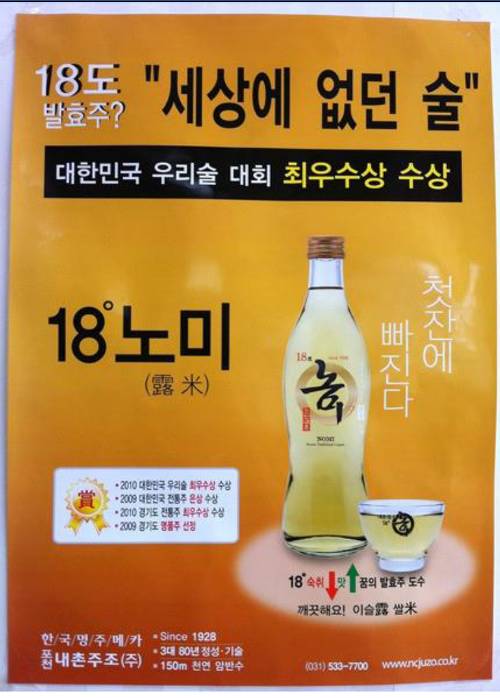 18도 "세상에 없던 술"
발효주?
대한민국 우리술 대회 최우수상 수상
18°노미
(露 米)
첫잔에
빠진다
18도
노미
NOMI
賞
• 2010 대한민국 우리술 최우수상 수상
• 2009 대한민국 전통주 은상 수상
• 2010 경기도 전통주 최우수상 수상
• 2009 경기도 명품주 선정
18° 숙취↓맛↑꿈의 발효주 도수
깨끗해요! 이슬露 쌀米
한/국/명/주/메/카
포천 내촌주조(주)
▪ Since 1928
▪ 3대 80년 정성·기술
▪ 150m 천연 암반수
(031) 533-7700 www.ncjuzo.co.kr